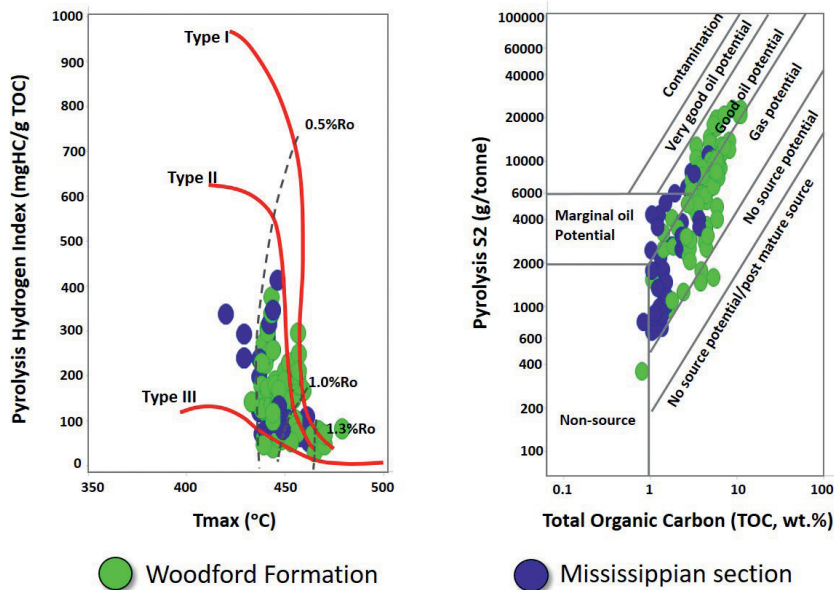 Pyrolysis Hydrogen Index (mgHC/g TOC)
1000
900
800
700
600
500
400
300
200
100
0
Type I
Type II
Type III
0.5%Ro
1.0%Ro
1.3%Ro
350
400
450
500
Tmax (°C)
Pyrolysis S2 (g/tonne)
100000
60000
40000
20000
10000
6000
4000
2000
1000
600
400
200
100
Contamination
Very good oil potential
Good oil potential
Gas potential
No source potential
No source potential/post mature source
Marginal oil
Potential
Non-source
0.1
1
10
100
Total Organic Carbon (TOC, wt.%)
Woodford Formation
Mississippian section